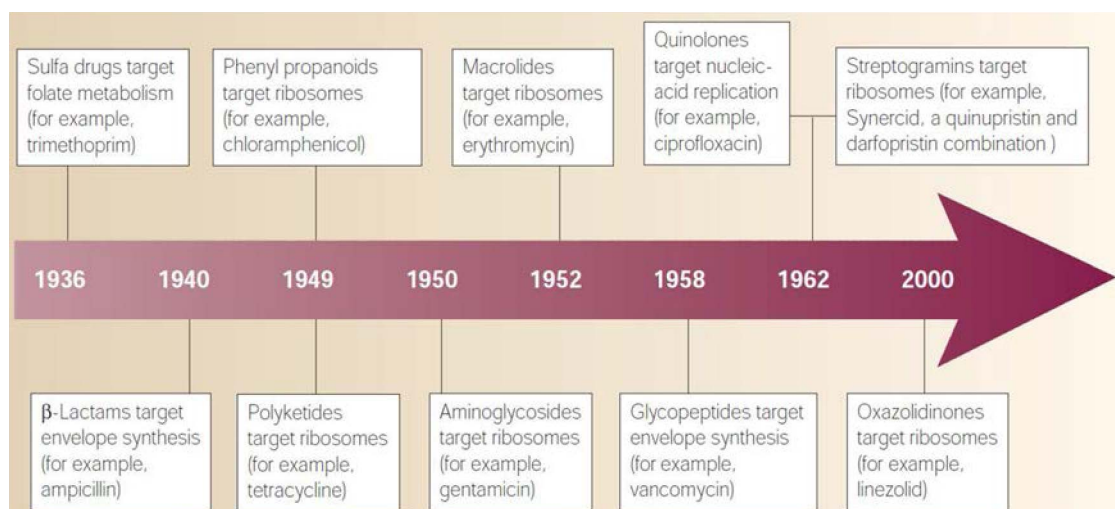 Sulfa drugs target
folate metabolism
(for example,
trimethoprim)
Phenyl propanoids
target ribosomes
(for example,
chloramphenicol)
Macrolides
target ribosomes
(for example,
erythromycin)
Quinolones
target nucleic-
acid replication
(for example,
ciprofloxacin)
Streptogramins target
ribosomes (for example,
Synercid, a quinupristin and
darfopristin combination )
1936 1940 1949 1950 1952 1958 1962 2000
β-Lactams target
envelope synthesis
(for example,
ampicillin)
Polyketides
target ribosomes
(for example,
tetracycline)
Aminoglycosides
target ribosomes
(for example,
gentamicin)
Glycopeptides target
envelope synthesis
(for example,
vancomycin)
Oxazolidinones
target ribosomes
(for example,
linezolid)